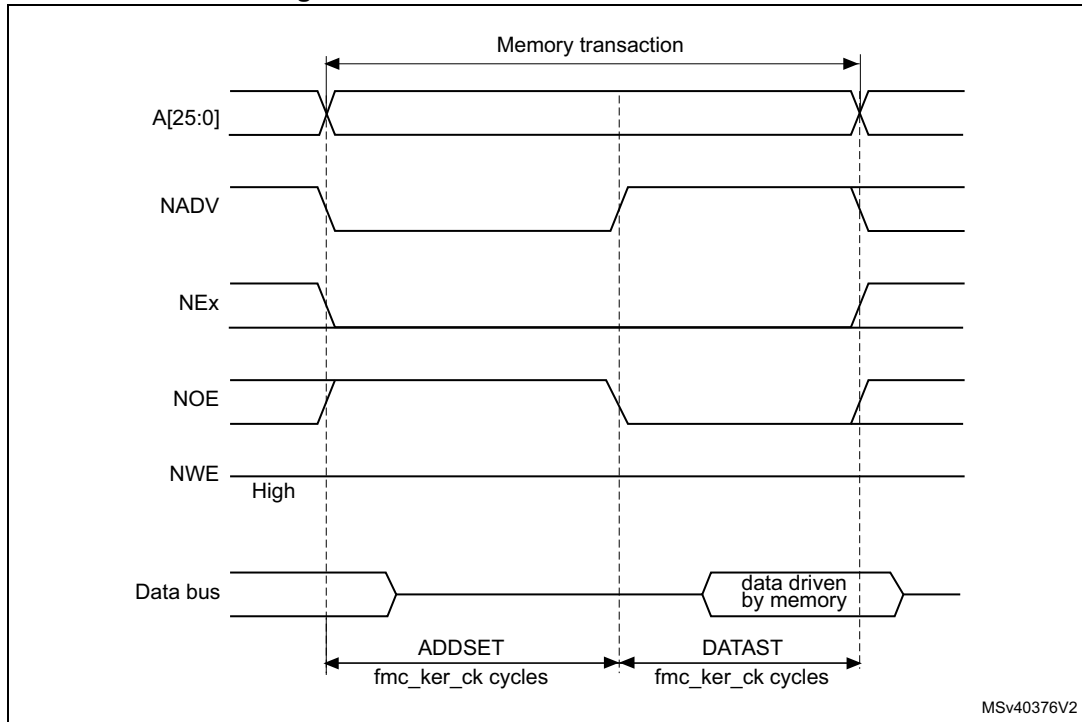 Memory transaction
A[25:0]
NADV
NEx
NOE
NWE
High
Data bus
data driven
by memory
ADDSET
DATAST
fmc_ker_ck cycles
fmc_ker_ck cycles
MSv40376V2